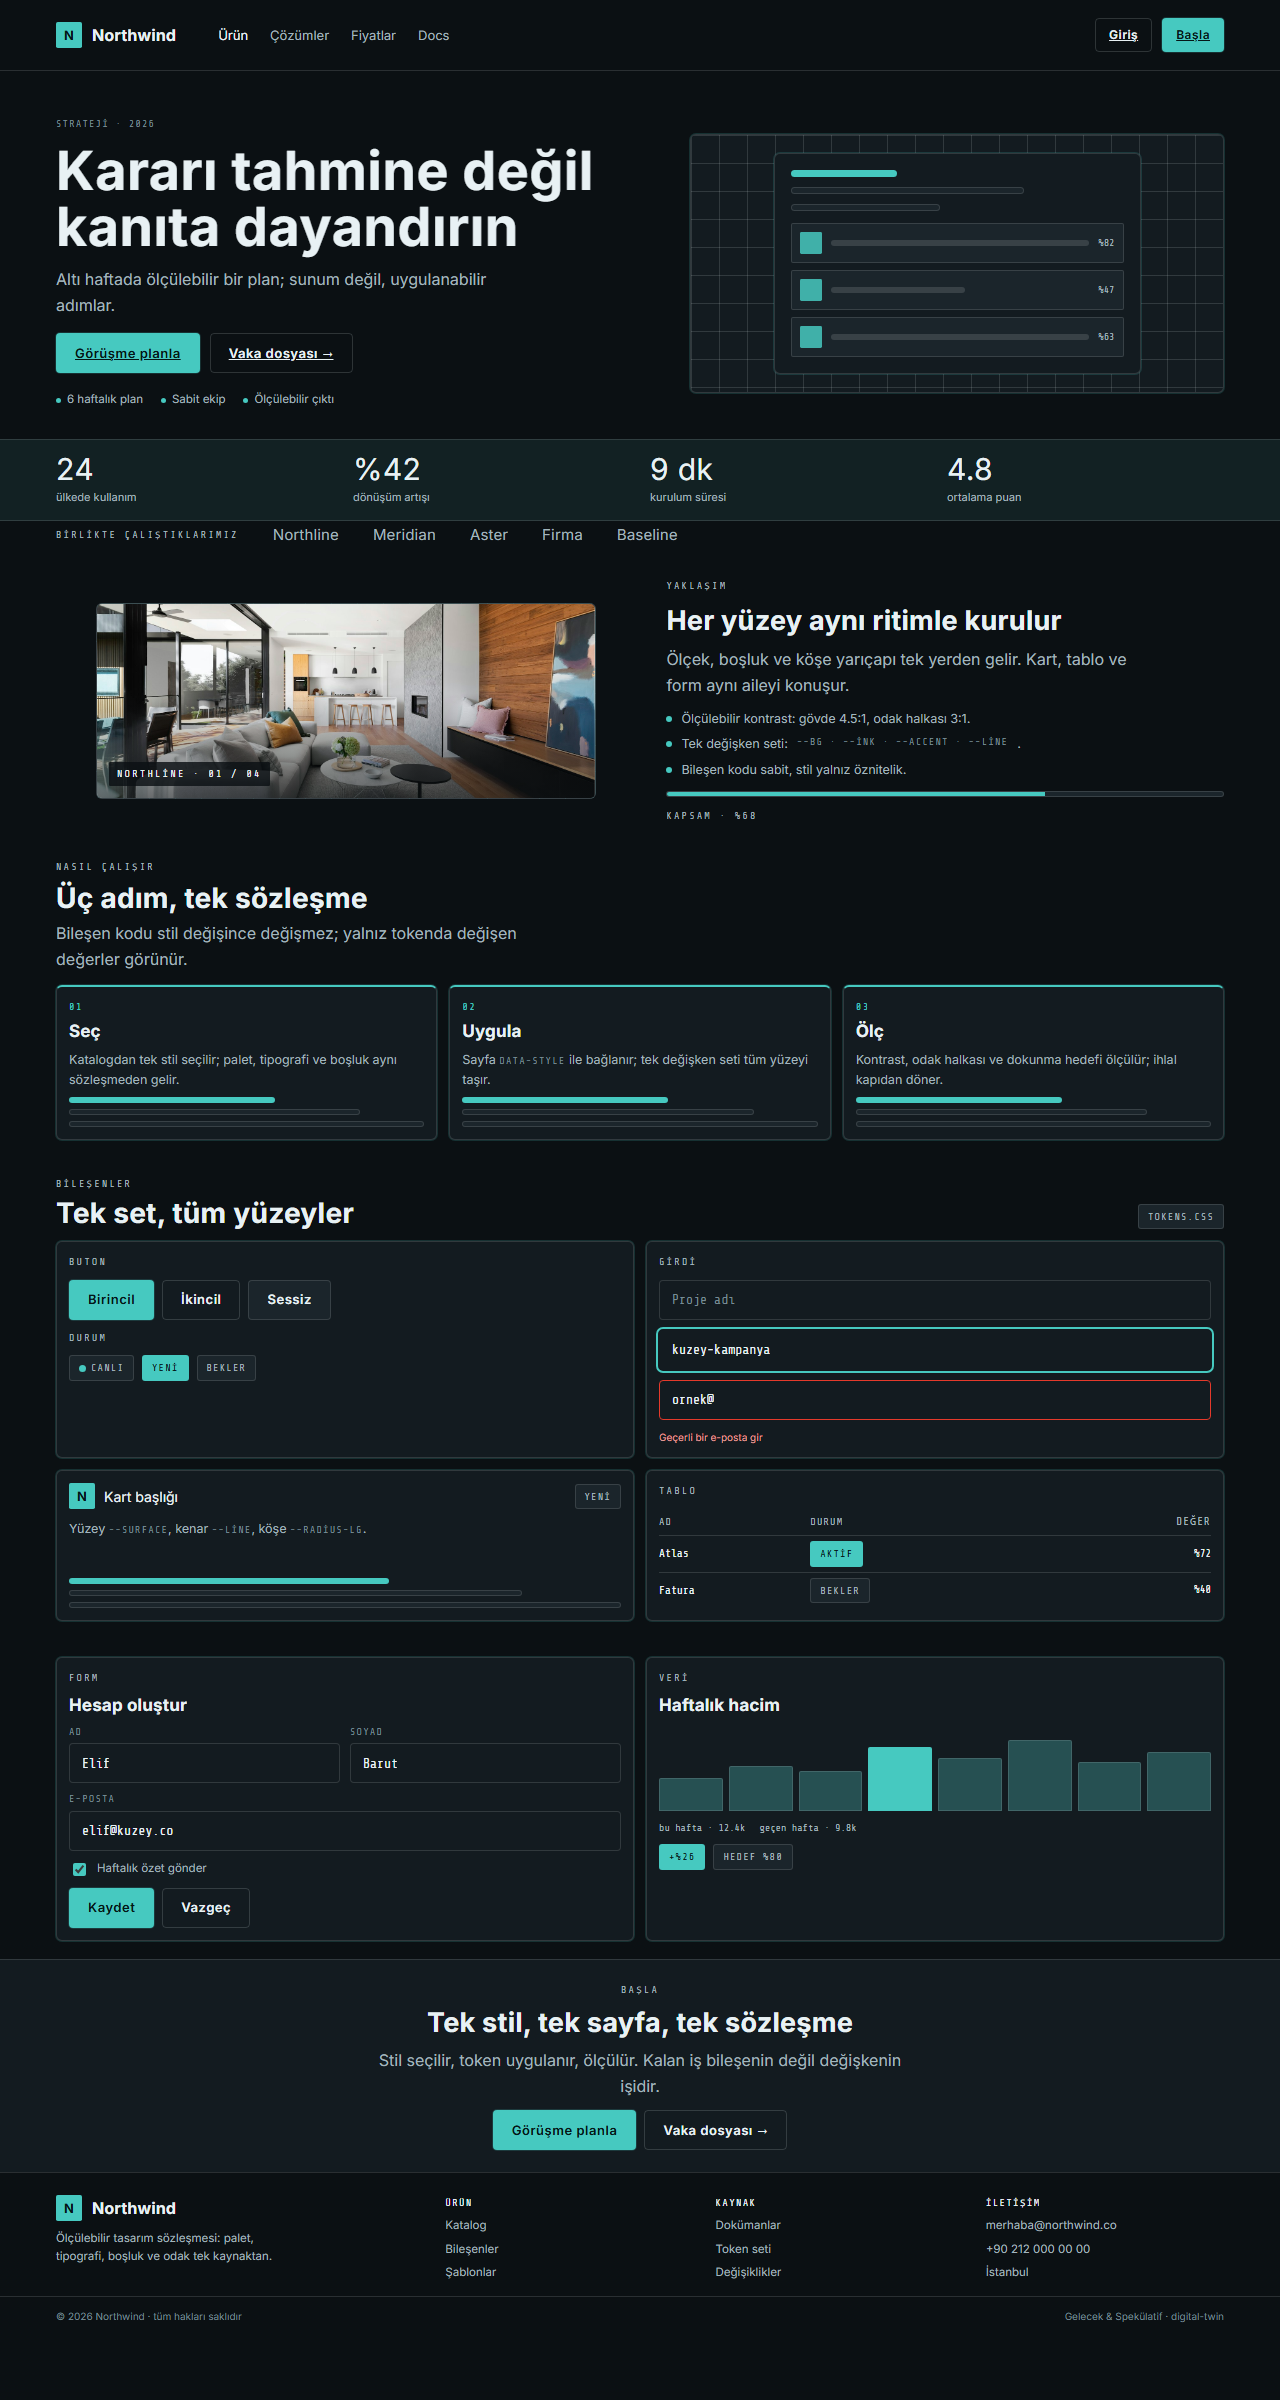 N Northwind Ürün Çözümler Fiyatlar Docs Giriş Başla
STRATEJİ · 2026
Kararı tahmine değil
kanıta dayandırın
Altı haftada ölçülebilir bir plan; sunum değil, uygulanabilir
adımlar.
Görüşme planla Vaka dosyası →
6 haftalık plan Sabit ekip Ölçülebilir çıktı
%82
%47
%63
24 %42 9 dk 4.8
ülkede kullanım dönüşüm artışı kurulum süresi ortalama puan
BİRLİKTE ÇALIŞTIKLARIMIZ Northline Meridian Aster Firma Baseline
NORTHLİNE · 01 / 04
YAKLAŞIM
Her yüzey aynı ritimle kurulur
Ölçek, boşluk ve köşe yarıçapı tek yerden gelir. Kart, tablo ve
form aynı aileyi konuşur.
Ölçülebilir kontrast: gövde 4.5:1, odak halkası 3:1.
Tek değişken seti: --BG · --İNK · --ACCENT · --LİNE .
Bileşen kodu sabit, stil yalnız öznitelik.
KAPSAM · %68
NASIL ÇALIŞIR
Üç adım, tek sözleşme
Bileşen kodu stil değişince değişmez; yalnız tokenda değişen
değerler görünür.
01
Seç
Katalogdan tek stil seçilir; palet, tipografi ve boşluk aynı
sözleşmeden gelir.
02
Uygula
Sayfa DATA-STYLE ile bağlanır; tek değişken seti tüm yüzeyi
taşır.
03
Ölç
Kontrast, odak halkası ve dokunma hedefi ölçülür; ihlal
kapıdan döner.
BİLEŞENLER
Tek set, tüm yüzeyler
TOKENS.CSS
BUTON
Birincil İkincil Sessiz
DURUM
CANLI YENİ BEKLER
GİRDİ
Proje adı
kuzey-kampanya
ornek@
Geçerli bir e-posta gir
N Kart başlığı YENİ
Yüzey --SURFACE, kenar --LİNE, köşe --RADİUS-LG.
TABLO
AD DURUM DEĞER
Atlas AKTİF %72
Fatura BEKLER %40
FORM
Hesap oluştur
AD SOYAD
Elif Barut
E-POSTA
elif@kuzey.co
Haftalık özet gönder
Kaydet Vazgeç
VERİ
Haftalık hacim
bu hafta · 12.4k geçen hafta · 9.8k
+%26 HEDEF %80
BAŞLA
Tek stil, tek sayfa, tek sözleşme
Stil seçilir, token uygulanır, ölçülür. Kalan iş bileşenin değil değişkenin
işidir.
Görüşme planla Vaka dosyası →
N Northwind
Ölçülebilir tasarım sözleşmesi: palet,
tipografi, boşluk ve odak tek kaynaktan.
ÜRÜN
Katalog
Bileşenler
Şablonlar
KAYNAK
Dokümanlar
Token seti
Değişiklikler
İLETİŞİM
merhaba@northwind.co
+90 212 000 00 00
İstanbul
© 2026 Northwind · tüm hakları saklıdır
Gelecek & Spekülatif · digital-twin